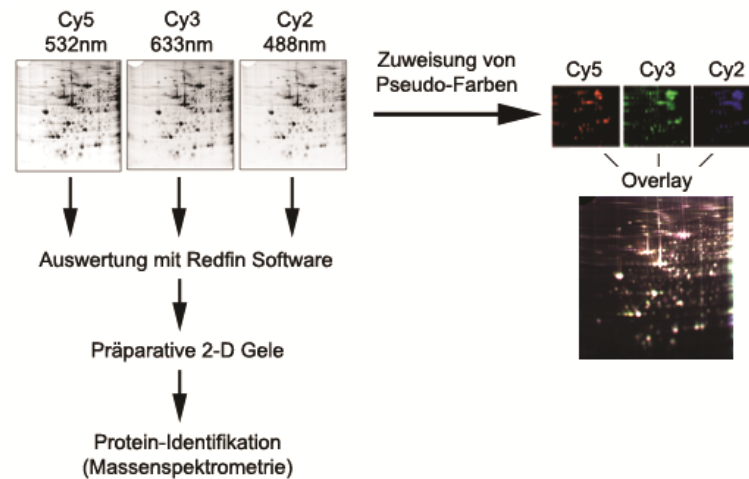 Cy5
532nm
Cy3
633nm
Cy2
488nm
Zuweisung von
Pseudo-Farben
Cy5
Cy3
Cy2
Overlay
Auswertung mit Redfin Software
Präparative 2-D Gele
Protein-Identifikation
(Massenspektrometrie)